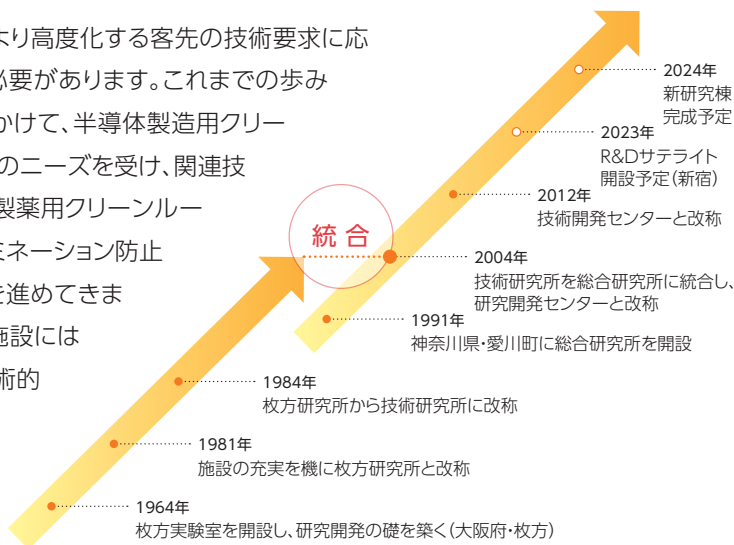 より高度化する客先の技術要求に応
必要があります。これまでの歩み
かけて、半導体製造用クリー
のニーズを受け、関連技
製薬用クリーンルー
ミネーション防止
を進めてきま
施設には
術的
統合
2024年
新研究棟
完成予定
2023年
R&Dサテライト
開設予定(新宿)
2012年
技術開発センターと改称
2004年
技術研究所を総合研究所に統合し、
研究開発センターと改称
1991年
神奈川県・愛川町に総合研究所を開設
1984年
枚方研究所から技術研究所に改称
1981年
施設の充実を機に枚方研究所と改称
1964年
枚方実験室を開設し、研究開発の礎を築く(大阪府・枚方)